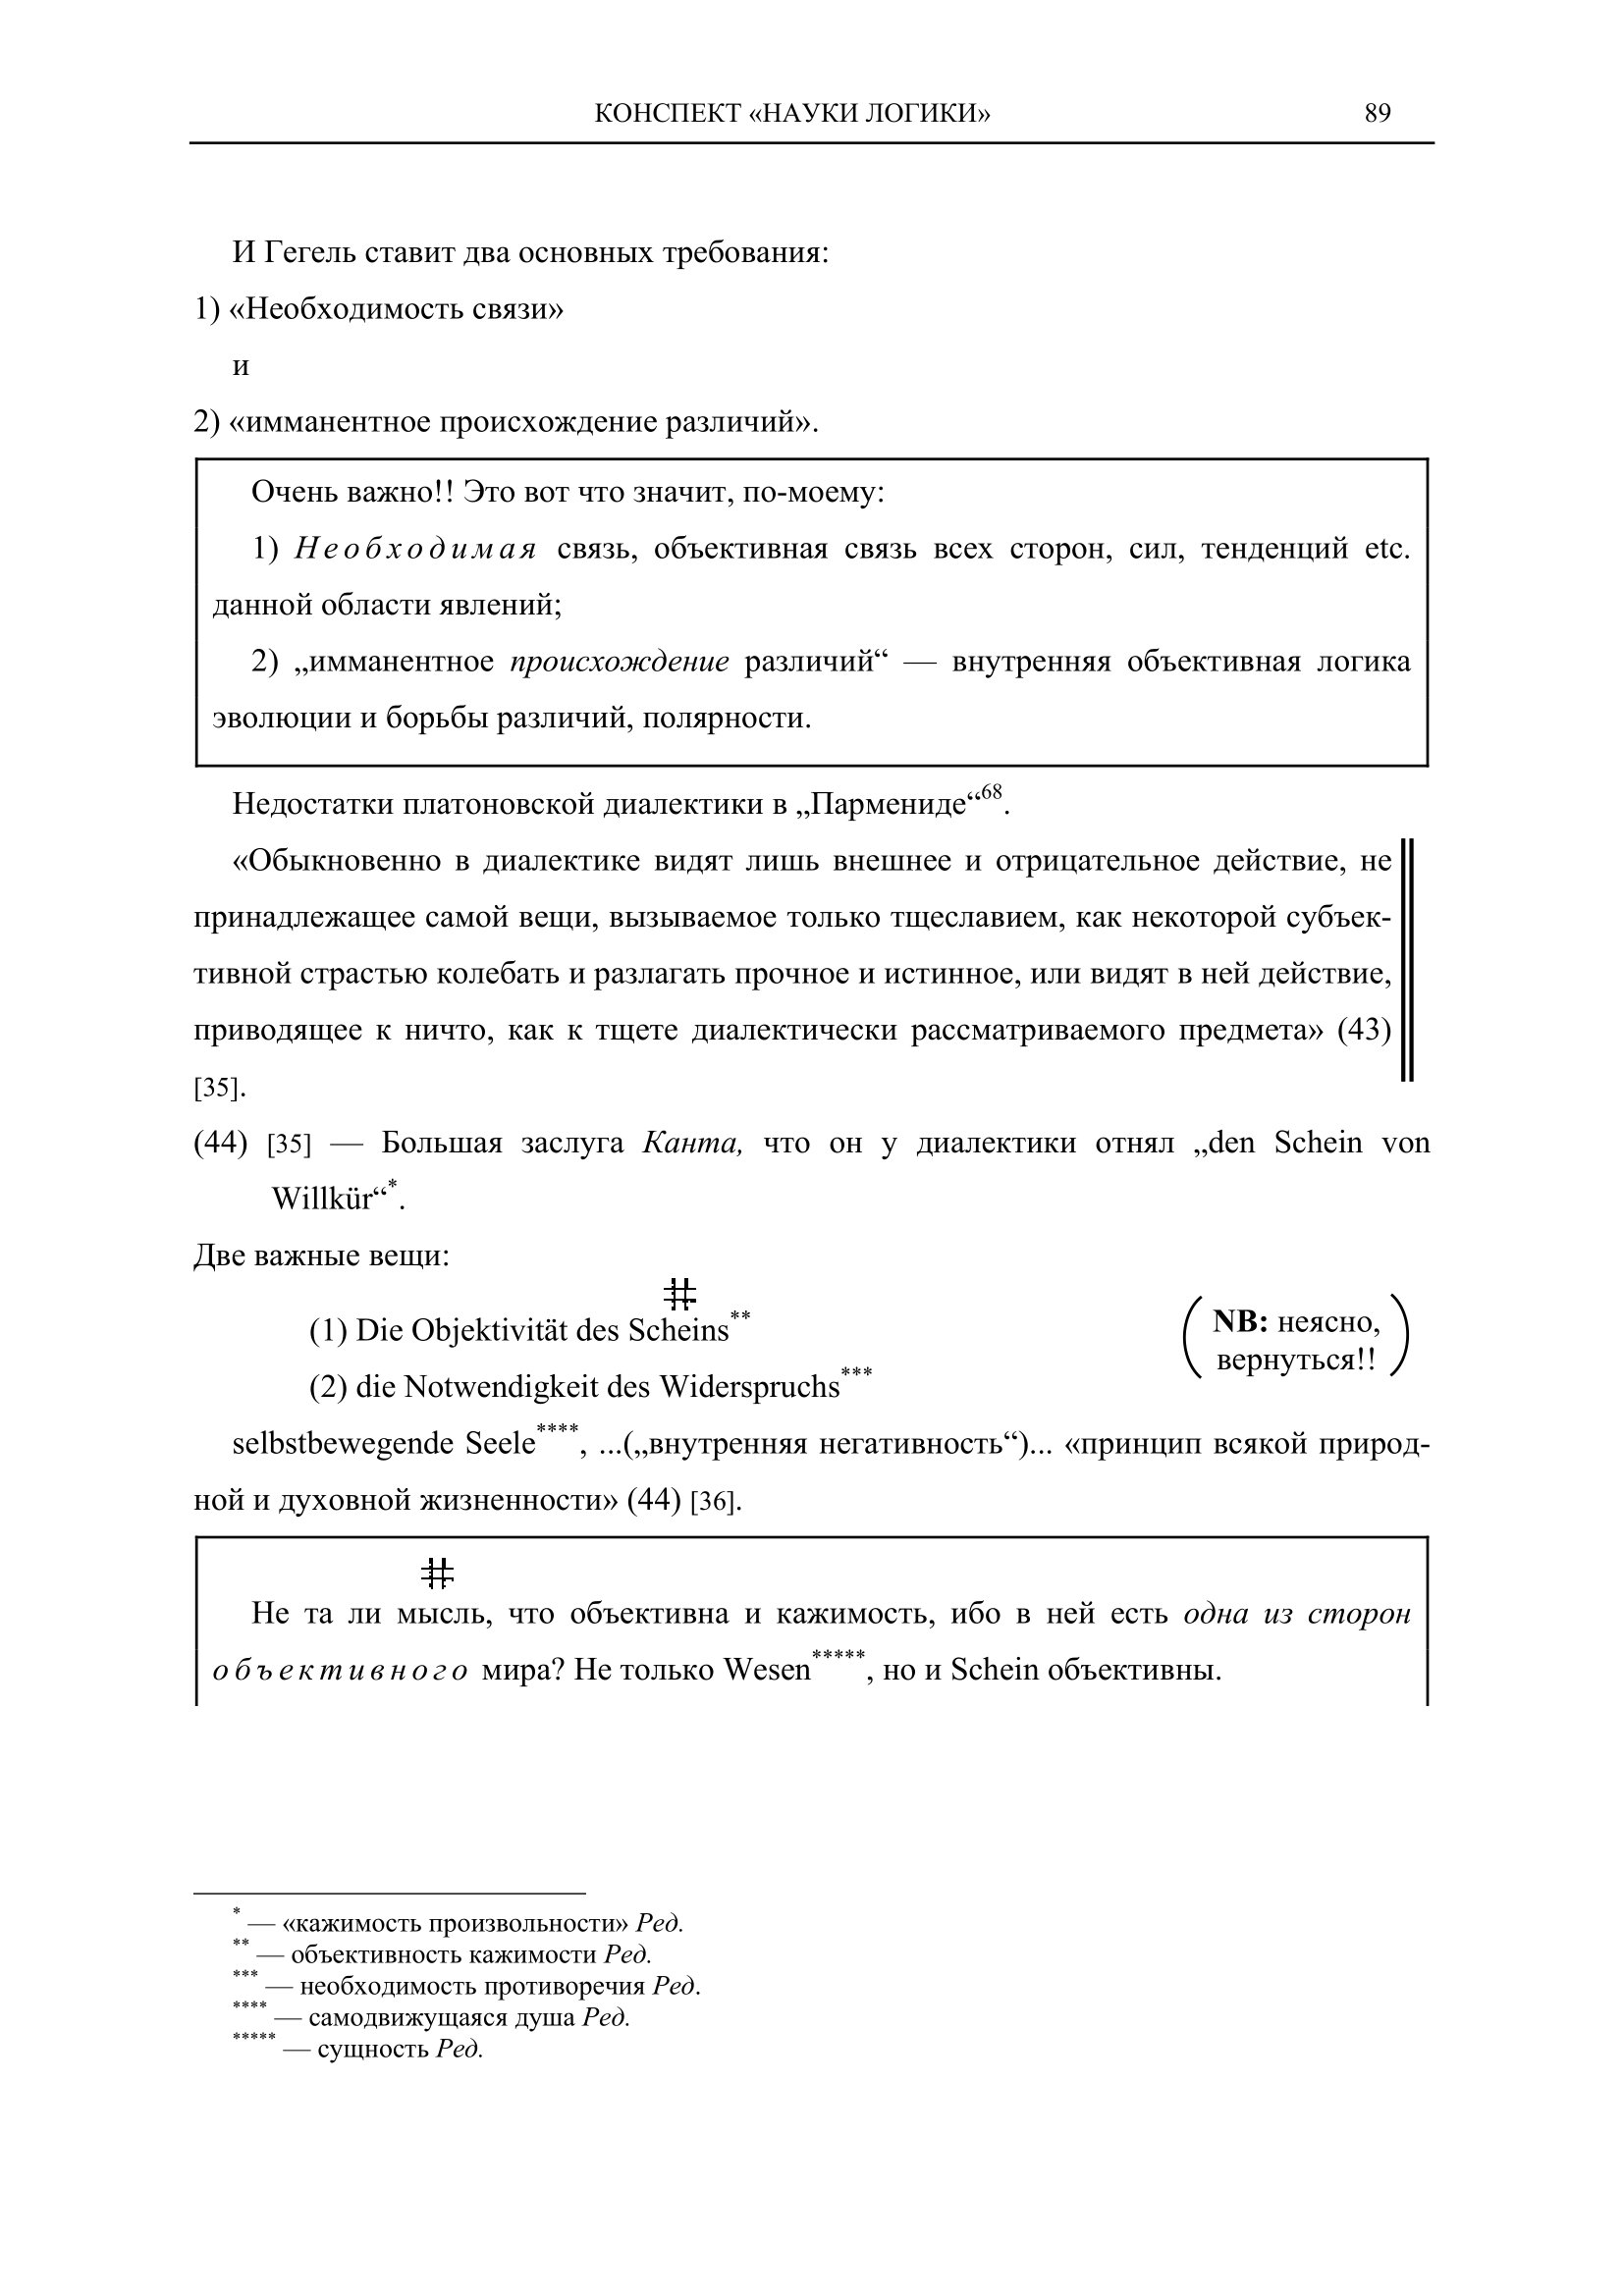 КОНСПЕКТ «НАУКИ ЛОГИКИ» 89
И Гегель ставит два основных требования:
1) «Необходимость связи»
и
2) «имманентное происхождение различий».
Очень важно!! Это вот что значит, по-моему:
1) Необходимая связь, объективная связь всех сторон, сил, тенденций etc.
данной области явлений;
2) „имманентное происхождение различий“ — внутренняя объективная логика
эволюции и борьбы различий, полярности.
Недостатки платоновской диалектики в „Пармениде“68.
«Обыкновенно в диалектике видят лишь внешнее и отрицательное действие, не
принадлежащее самой вещи, вызываемое только тщеславием, как некоторой субъек-
тивной страстью колебать и разлагать прочное и истинное, или видят в ней действие,
приводящее к ничто, как к тщете диалектически рассматриваемого предмета» (43)
[35].
(44) [35] — Большая заслуга Канта, что он у диалектики отнял „den Schein von
Willkür“*.
Две важные вещи:
#
(1) Die Objektivität des Scheins**
(2) die Notwendigkeit des Widerspruchs***
NB: неясно,
вернуться!!
selbstbewegende Seele****, ...(„внутренняя негативность“)... «принцип всякой природ-
ной и духовной жизненности» (44) [36].
#
Не та ли мысль, что объективна и кажимость, ибо в ней есть одна из сторон
объективного мира? Не только Wesen*****, но и Schein объективны.
* — «кажимость произвольности» Ред.
** — объективность кажимости Ред.
*** — необходимость противоречия Ред.
**** — самодвижущаяся душа Ред.
***** — сущность Ред.